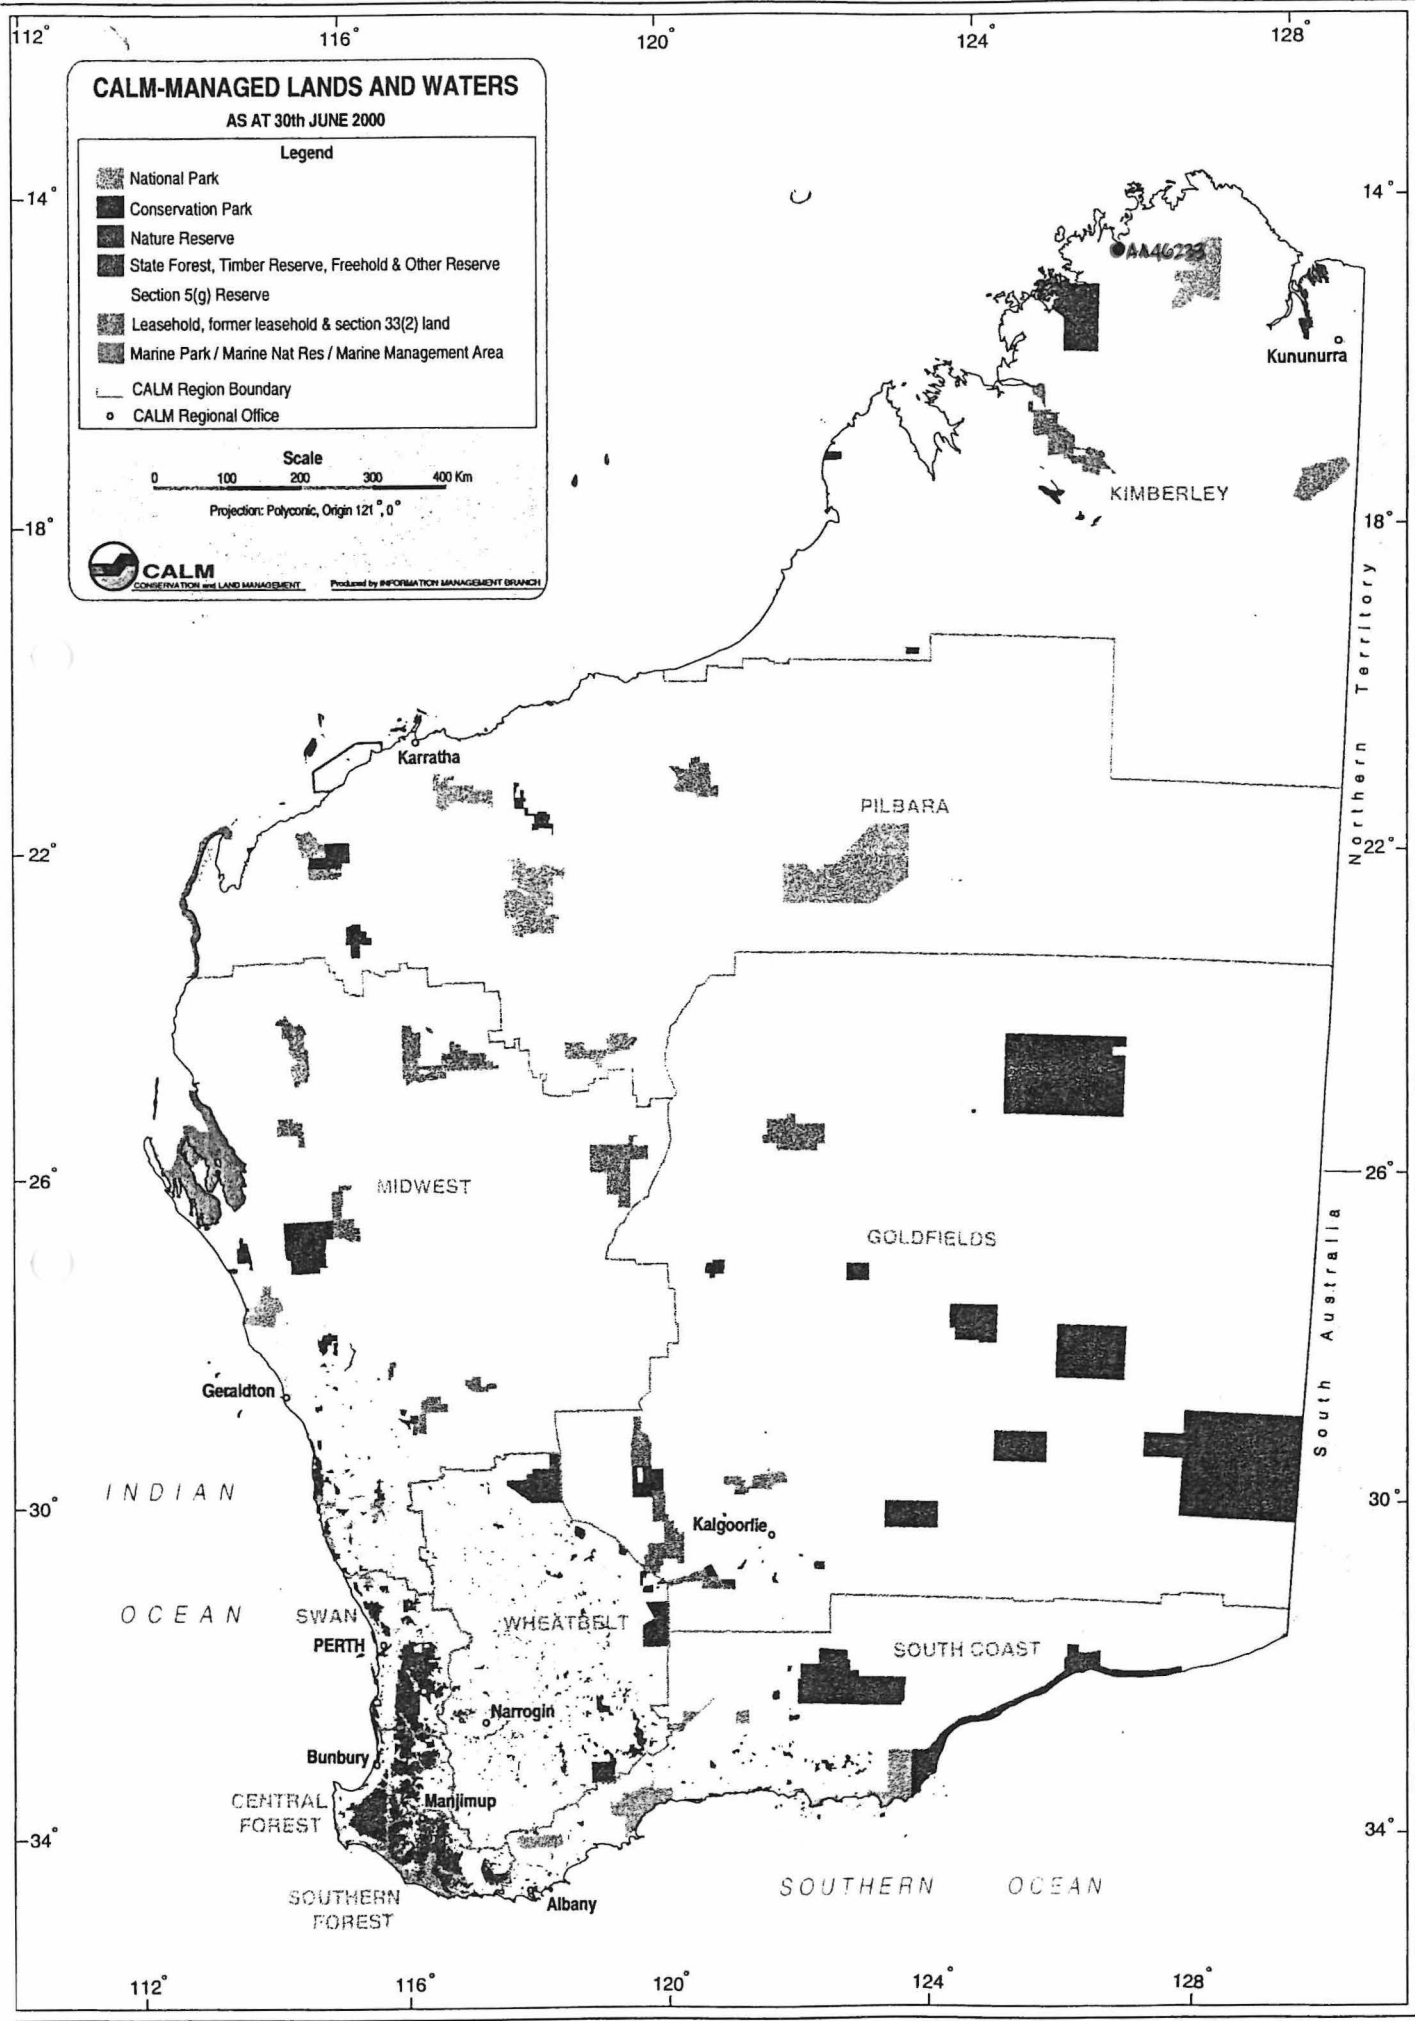 112° 116° 120° 124° 128°
CALM-MANAGED LANDS AND WATERS
AS AT 30th JUNE 2000
Legend
National Park
Conservation Park
Nature Reserve
State Forest, Timber Reserve, Freehold & Other Reserve
Section 5(g) Reserve
Leasehold, former leasehold & section 33(2) land
Marine Park / Marine Nat Res / Marine Management Area
CALM Region Boundary
CALM Regional Office
Scale
0 100 200 300 400 Km
Projection: Polyconic, Origin 121°, 0°
CALM
CONSERVATION and LAND MANAGEMENT
Produced by INFORMATION MANAGEMENT BRANCH
14° 14°
AA46233
Kununurra
KIMBERLEY
18° 18°
Northern Territory
Karratha
PILBARA
22° 22°
26° 26°
MIDWEST
GOLDFIELDS
South Australia
Geraldton
INDIAN
30° 30°
Kalgoorlie
OCEAN
SWAN
WHEATBELT
PERTH
SOUTH COAST
Narrogin
Bunbury
CENTRAL
FOREST
Manjimup
34° 34°
SOUTHERN OCEAN
SOUTHERN
FOREST
Albany
112° 116° 120° 124° 128°